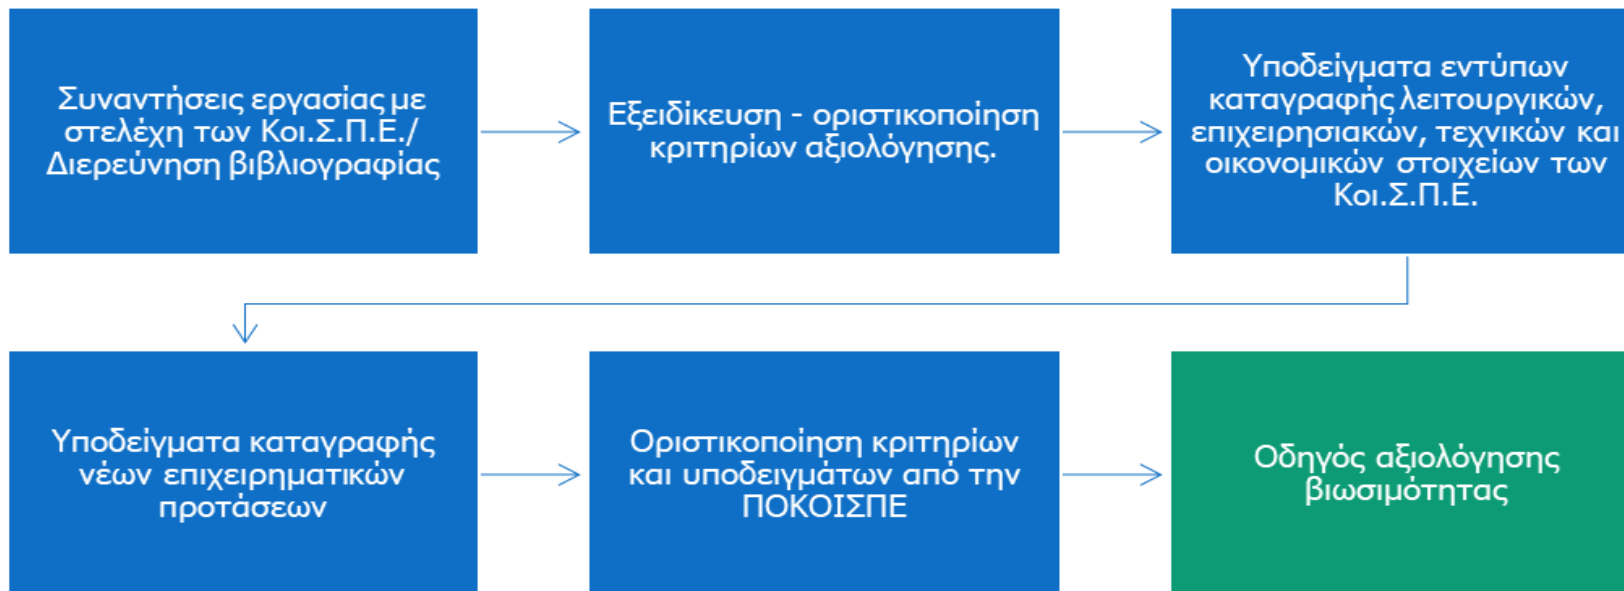 Συναντήσεις εργασίας με
στελέχη των Κοι.Σ.Π.Ε./
Διερεύνηση βιβλιογραφίας
Εξειδίκευση - οριστικοποίηση
κριτηρίων αξιολόγησης.
Υποδείγματα εντύπων
καταγραφής λειτουργικών,
επιχειρησιακών, τεχνικών και
οικονομικών στοιχείων των
Κοι.Σ.Π.Ε.
Υποδείγματα καταγραφής
νέων επιχειρηματικών
προτάσεων
Οριστικοποίηση κριτηρίων
και υποδειγμάτων από την
ΠΟΚΟΙΣΠΕ
Οδηγός αξιολόγησης
βιωσιμότητας